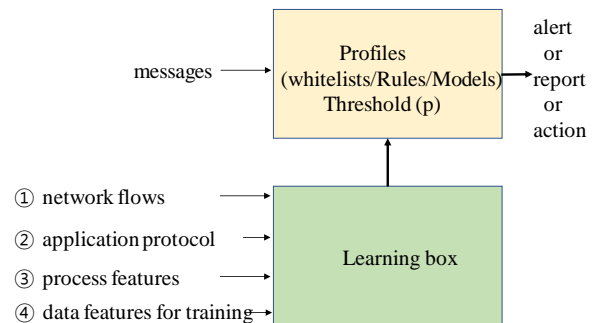 messages
Profiles
(whitelists/Rules/Models)
Threshold (p)
alert
or
report
or
action
① network flows
② application protocol
③ process features
④ data features for training
Learning box